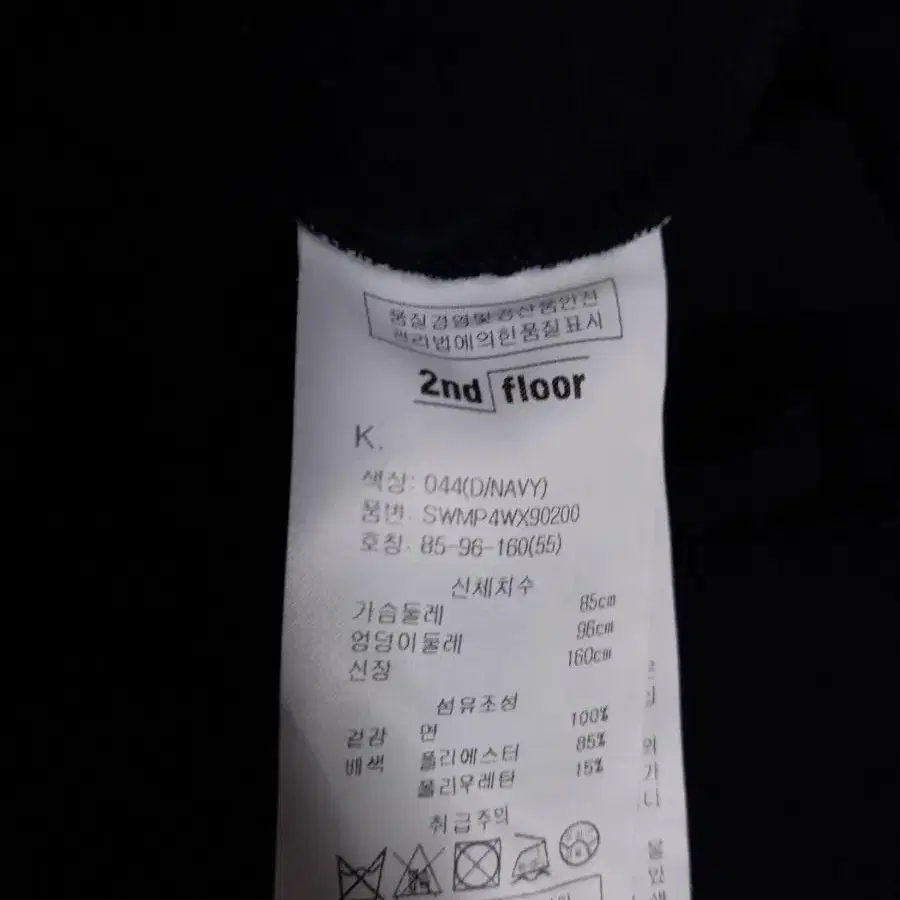 품질경영및공산품안전
관리법에의한품질표시
2nd floor
K.
색상: 044(D/NAVY)
품번: SWMP4WX90200
호칭: 85-96-160(55)
신체치수
가슴둘레 85cm
엉덩이둘레 96cm
신장 160cm
섬유조성
겉감 면 100%
배색 폴리에스터 85%
폴리우레탄 15%
취급주의